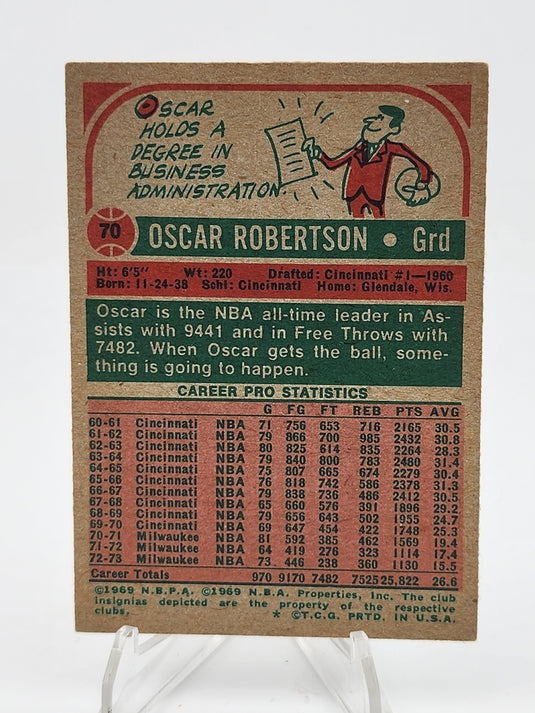 OSCAR
HOLDS A
DEGREE IN
BUSINESS
ADMINISTRATION.
70 OSCAR ROBERTSON • Grd
Ht: 6'5" Wt: 220 Drafted: Cincinnati #1—1960
Born: 11-24-38 Schl: Cincinnati Home: Glendale, Wis.
Oscar is the NBA all-time leader in As-
sists with 9441 and in Free Throws with
7482. When Oscar gets the ball, some-
thing is going to happen.
CAREER PRO STATISTICS
G FG FT REB PTS AVG
60-61 Cincinnati NBA 71 756 653 716 2165 30.5
61-62 Cincinnati NBA 79 866 700 985 2432 30.8
62-63 Cincinnati NBA 80 825 614 835 2264 28.3
63-64 Cincinnati NBA 79 840 800 783 2480 31.4
64-65 Cincinnati NBA 75 807 665 674 2279 30.4
65-66 Cincinnati NBA 76 818 742 586 2378 31.3
66-67 Cincinnati NBA 79 838 736 486 2412 30.5
67-68 Cincinnati NBA 65 660 576 391 1896 29.2
68-69 Cincinnati NBA 79 656 643 502 1955 24.7
69-70 Cincinnati NBA 69 647 454 422 1748 25.3
70-71 Milwaukee NBA 81 592 385 462 1569 19.4
71-72 Milwaukee NBA 64 419 276 323 1114 17.4
72-73 Milwaukee NBA 73 446 238 360 1130 15.5
Career Totals 970 9170 7482 7525 25,822 26.6
©1969 N.B.P.A. ©1969 N.B.A. Properties, Inc. The club
insignias depicted are the property of the respective
clubs. * ©T.C.G. PRTD. IN U.S.A.